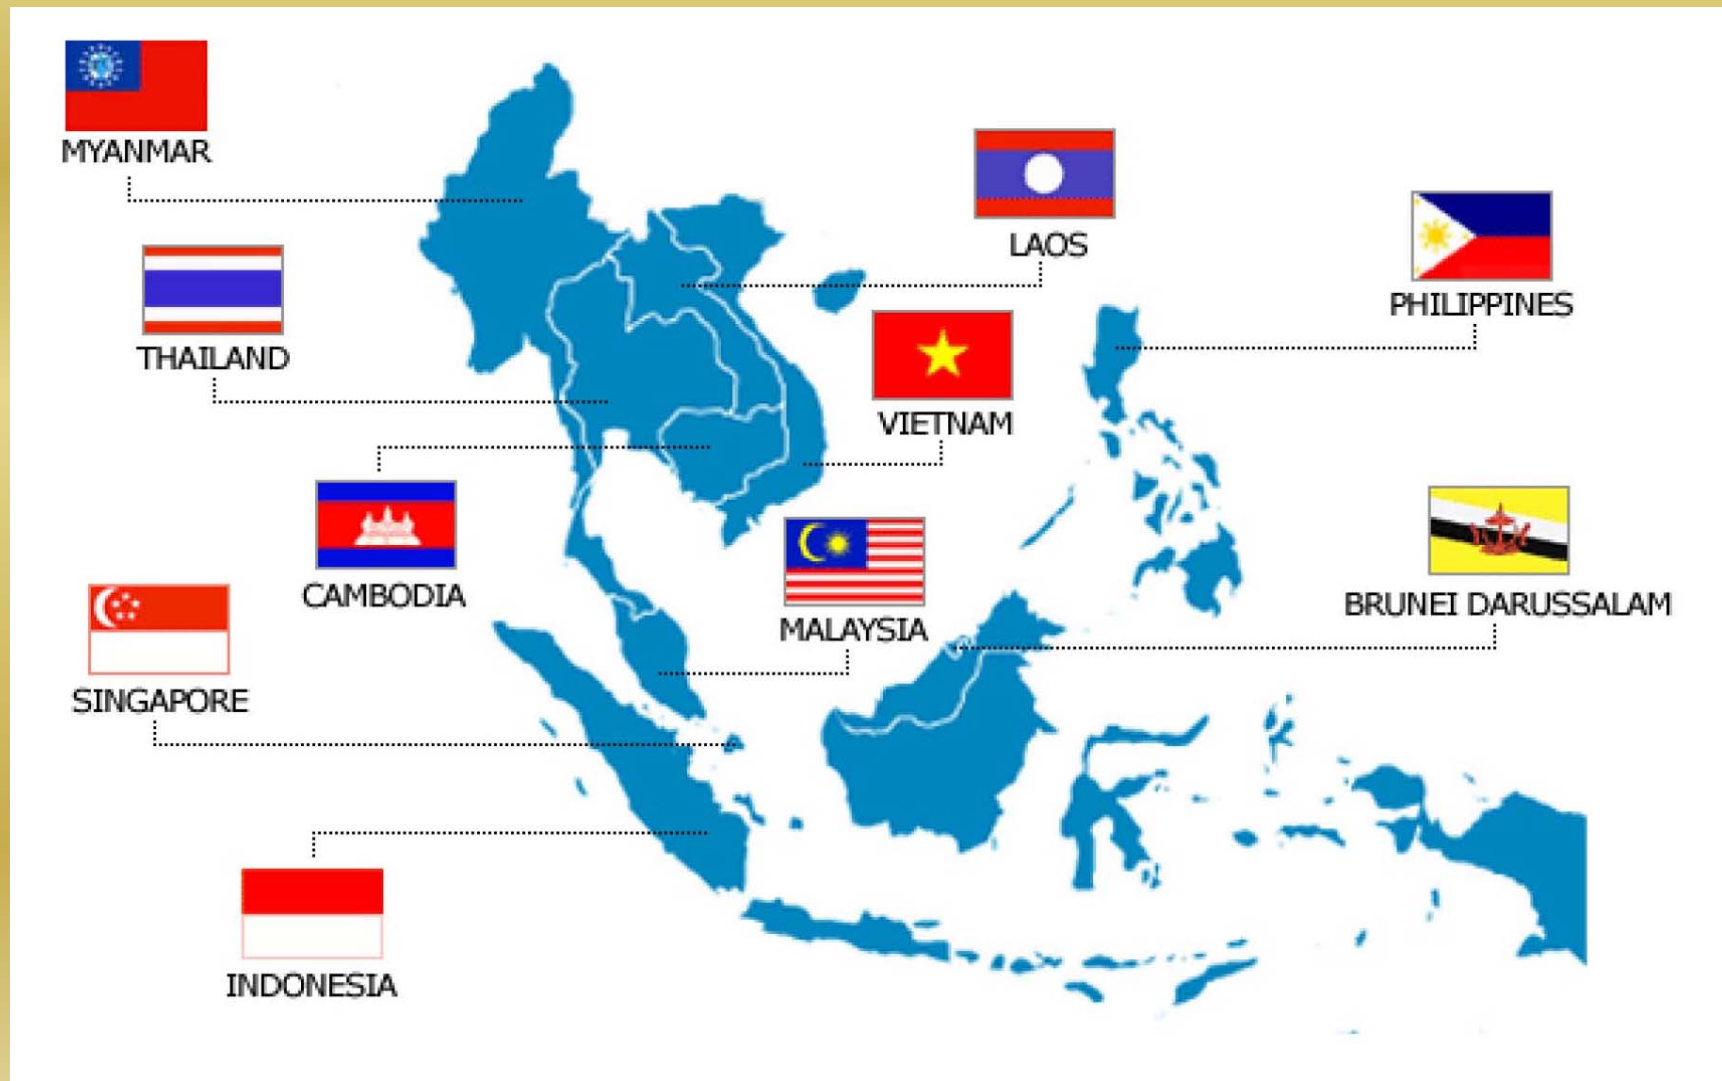 MYANMAR
LAOS
PHILIPPINES
THAILAND
VIETNAM
CAMBODIA
BRUNEI DARUSSALAM
MALAYSIA
SINGAPORE
INDONESIA